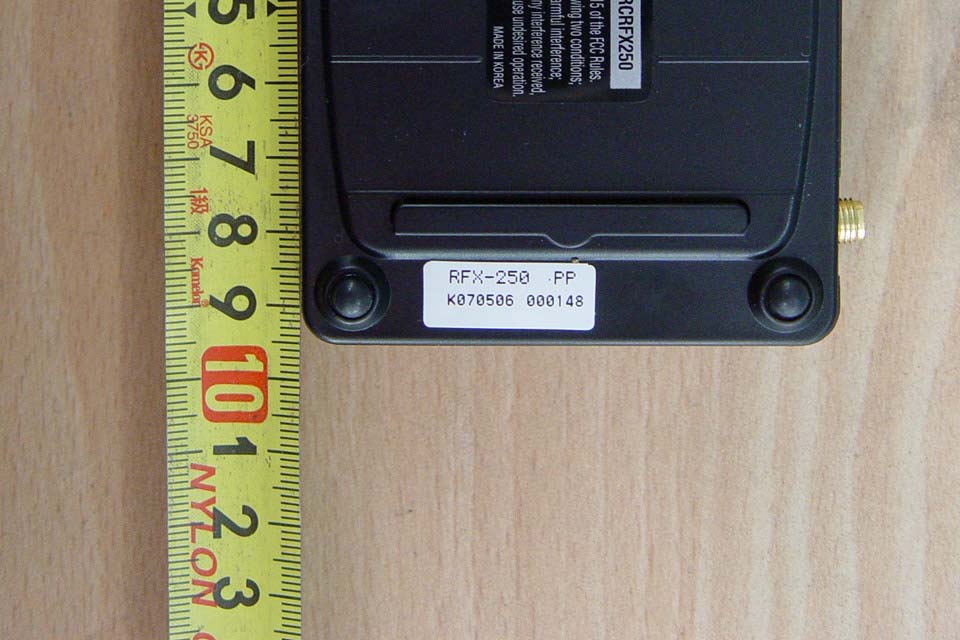 5
6
7
8
9
10
1
2
3
K
KSA
3750
1級
Komelon
NYLON
RCRFX250
15 of the FCC Rules.
wing two conditions;
armful interference;
ny interference received,
use undesired operation.
MADE IN KOREA
RFX-250 PP
K070506 000148